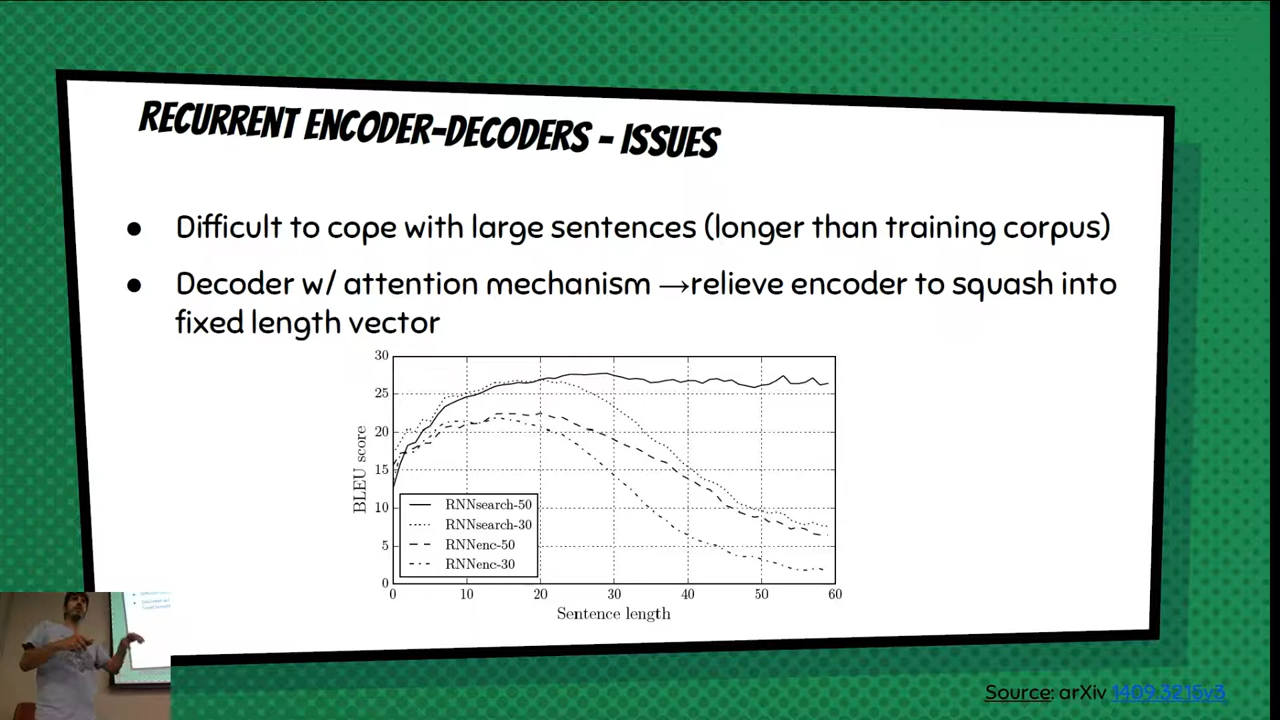 RECURRENT ENCODER-DECODERS - ISSUES
● Difficult to cope with large sentences (longer than training corpus)
● Decoder w/ attention mechanism →relieve encoder to squash into
fixed length vector
30
25
20
15
10
5
0
BLEU score
RNNsearch-50
RNNsearch-30
RNNenc-50
RNNenc-30
0 10 20 30 40 50 60
Sentence length
Source: arXiv 1409.3215v3